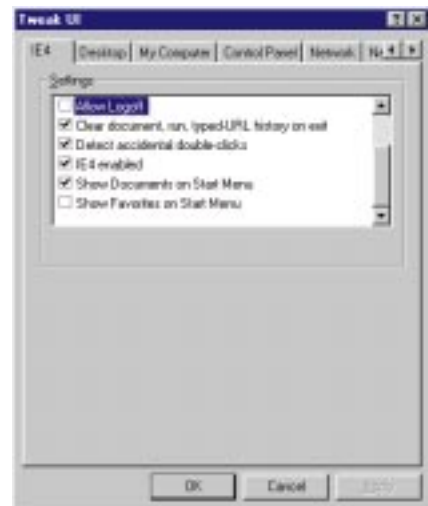 Tweak UI
IE4 Desktop My Computer Control Panel Network
Settings
Allow Logoff
Clear document, run, typed-URL history on exit
Detect accidental double-clicks
IE4 enabled
Show Documents on Start Menu
Show Favorites on Start Menu
OK Cancel Apply